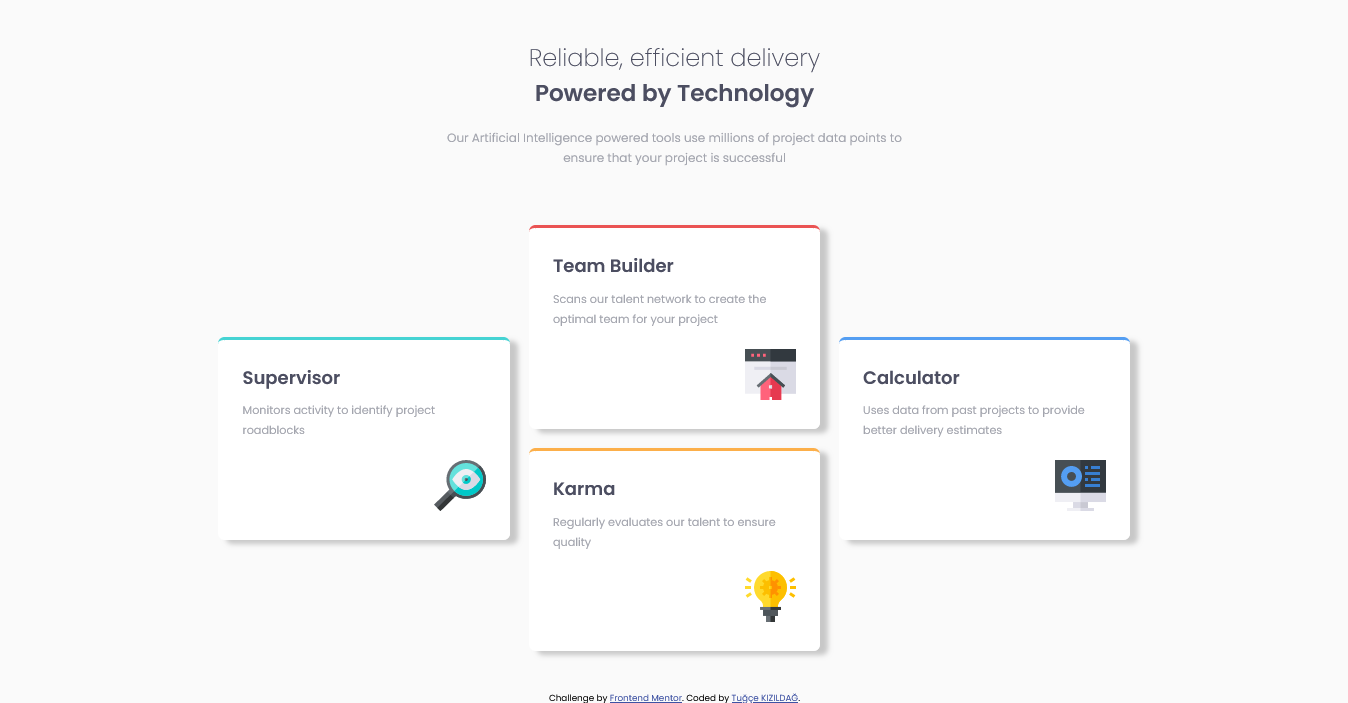 Reliable, efficient delivery
Powered by Technology
Our Artificial Intelligence powered tools use millions of project data points to
ensure that your project is successful
Supervisor
Monitors activity to identify project
roadblocks
Team Builder
Scans our talent network to create the
optimal team for your project
Karma
Regularly evaluates our talent to ensure
quality
Calculator
Uses data from past projects to provide
better delivery estimates
Challenge by Frontend Mentor. Coded by Tuğçe KIZILDAĞ.